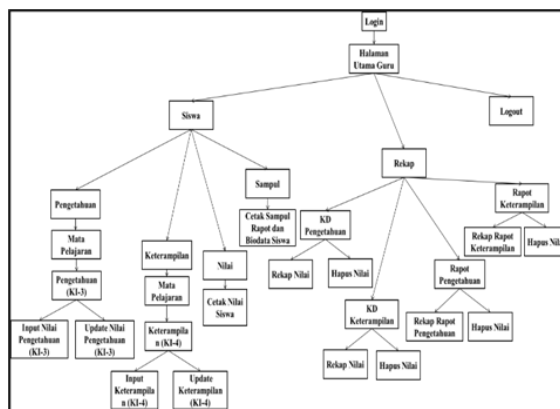 Login
Halaman
Utama Guru
Siswa
Logout
Rekap
Sampul
Pengetahuan
Rapot
Keterampilan
Cetak Sampul
Rapot dan
Biodata Siswa
KD
Pengetahuan
Mata
Pelajaran
Keterampilan
Nilai
Rekap Rapot
Keterampilan
Hapus Nilai
Rekap Nilai
Hapus Nilai
Rapot
Pengetahuan
Pengetahuan
(KI-3)
Mata
Pelajaran
Cetak Nilai
Siswa
KD
Keterampilan
Input Nilai
Pengetahuan
(KI-3)
Update Nilai
Pengetahuan
(KI-3)
Keterampila
n (KI-4)
Rekap Rapot
Pengetahuan
Hapus Nilai
Rekap Nilai
Hapus Nilai
Input
Keterampila
n (KI-4)
Update
Keterampilan
(KI-4)